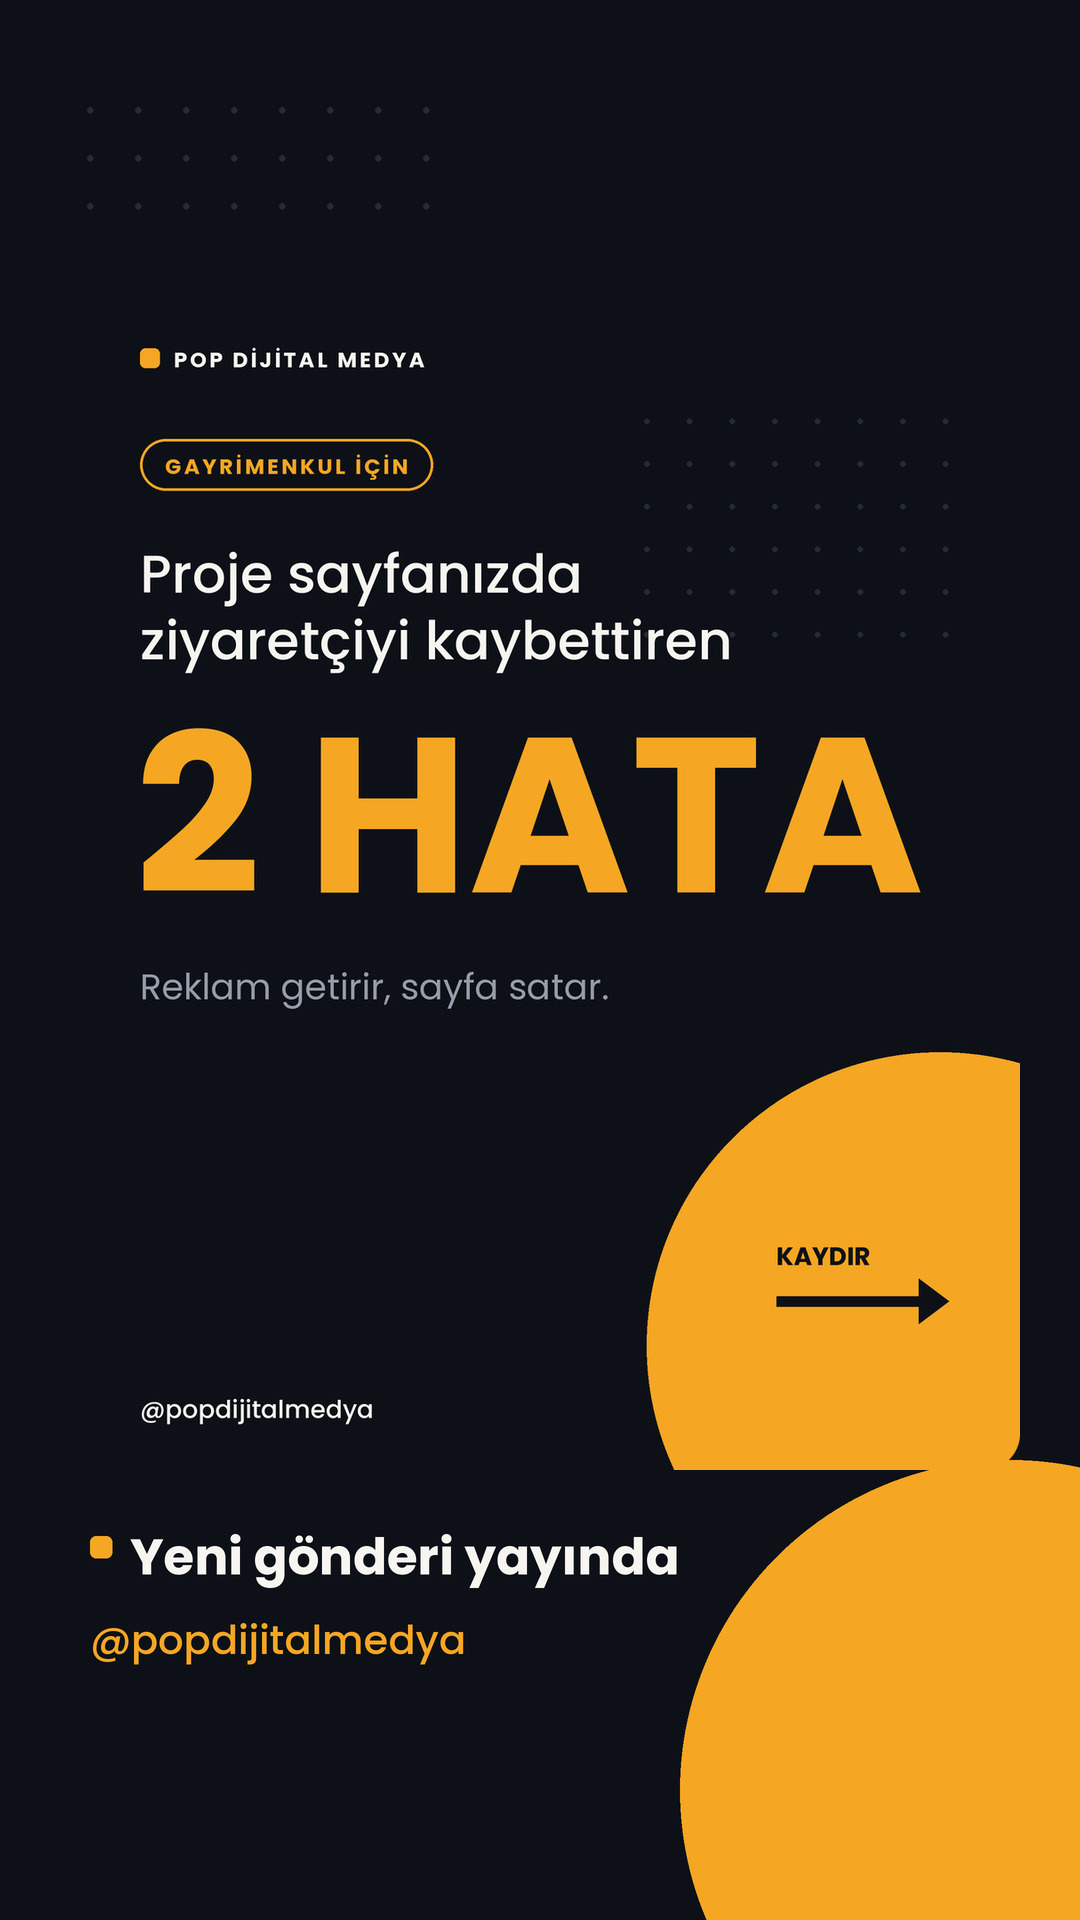 POP DİJİTAL MEDYA
GAYRİMENKUL İÇİN
Proje sayfanızda
ziyaretçiyi kaybettiren
2 HATA
Reklam getirir, sayfa satar.
KAYDIR
@popdijitalmedya
Yeni gönderi yayında
@popdijitalmedya